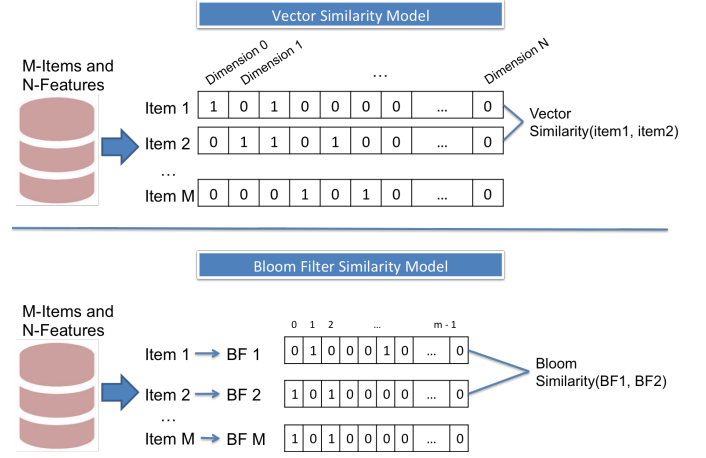 Vector Similarity Model
M-Items and
N-Features
Dimension 0
Dimension 1
...
Dimension N
Item 1
1 0 1 0 0 0 0 ... 0
Item 2
0 1 1 0 1 0 0 ... 0
...
Item M
0 0 0 1 0 1 0 ... 0
Vector
Similarity(item1, item2)
Bloom Filter Similarity Model
M-Items and
N-Features
0 1 2 ... m - 1
Item 1 BF 1
0 1 0 0 0 1 0 ... 0
Item 2 BF 2
1 0 1 0 0 0 0 ... 0
...
Item M BF M
1 0 1 0 0 0 0 ... 0
Bloom
Similarity(BF1, BF2)